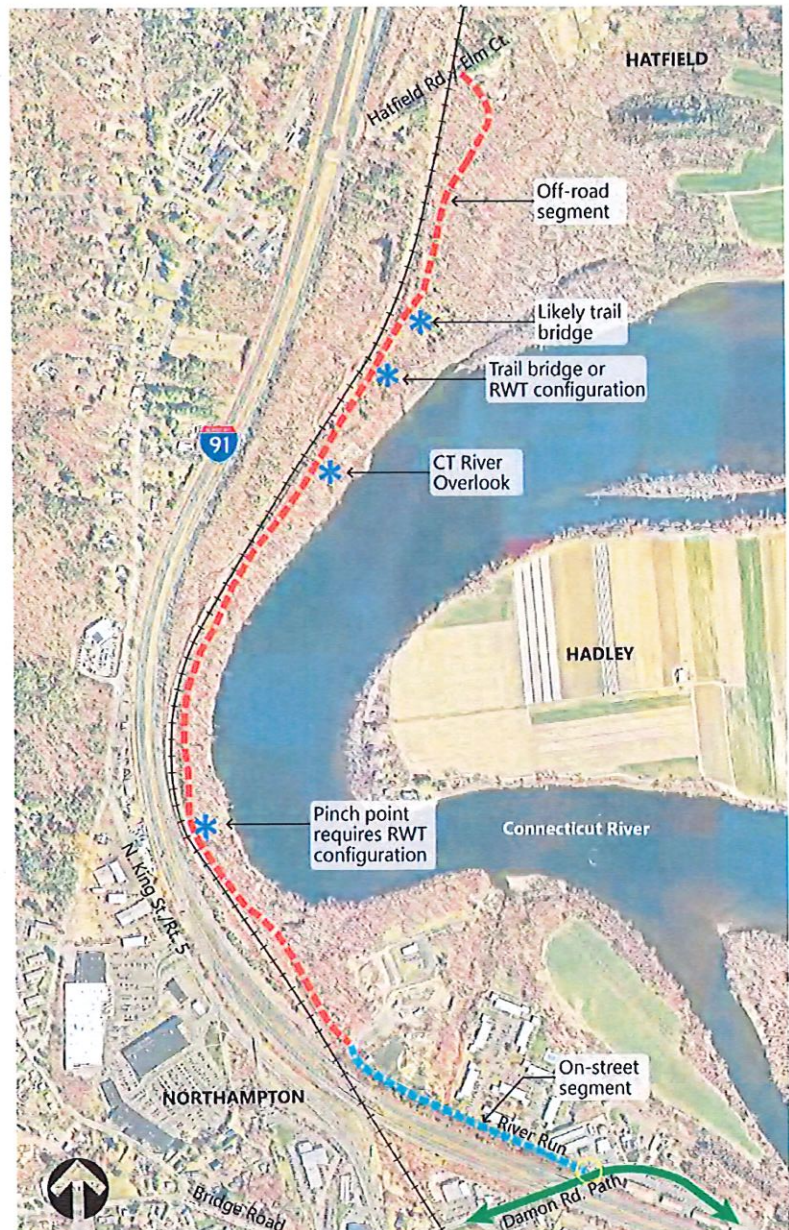 HATFIELD
Hatfield Rd. / Elm Ct
Off-road
segment
Likely trail
bridge
Trail bridge or
RWT configuration
91
CT River
Overlook
HADLEY
Pinch point
requires RWT
configuration
Connecticut River
N. King St./Rt. 5
On-street
segment
NORTHAMPTON
River Run
Damon Rd. Path
Bridge Road